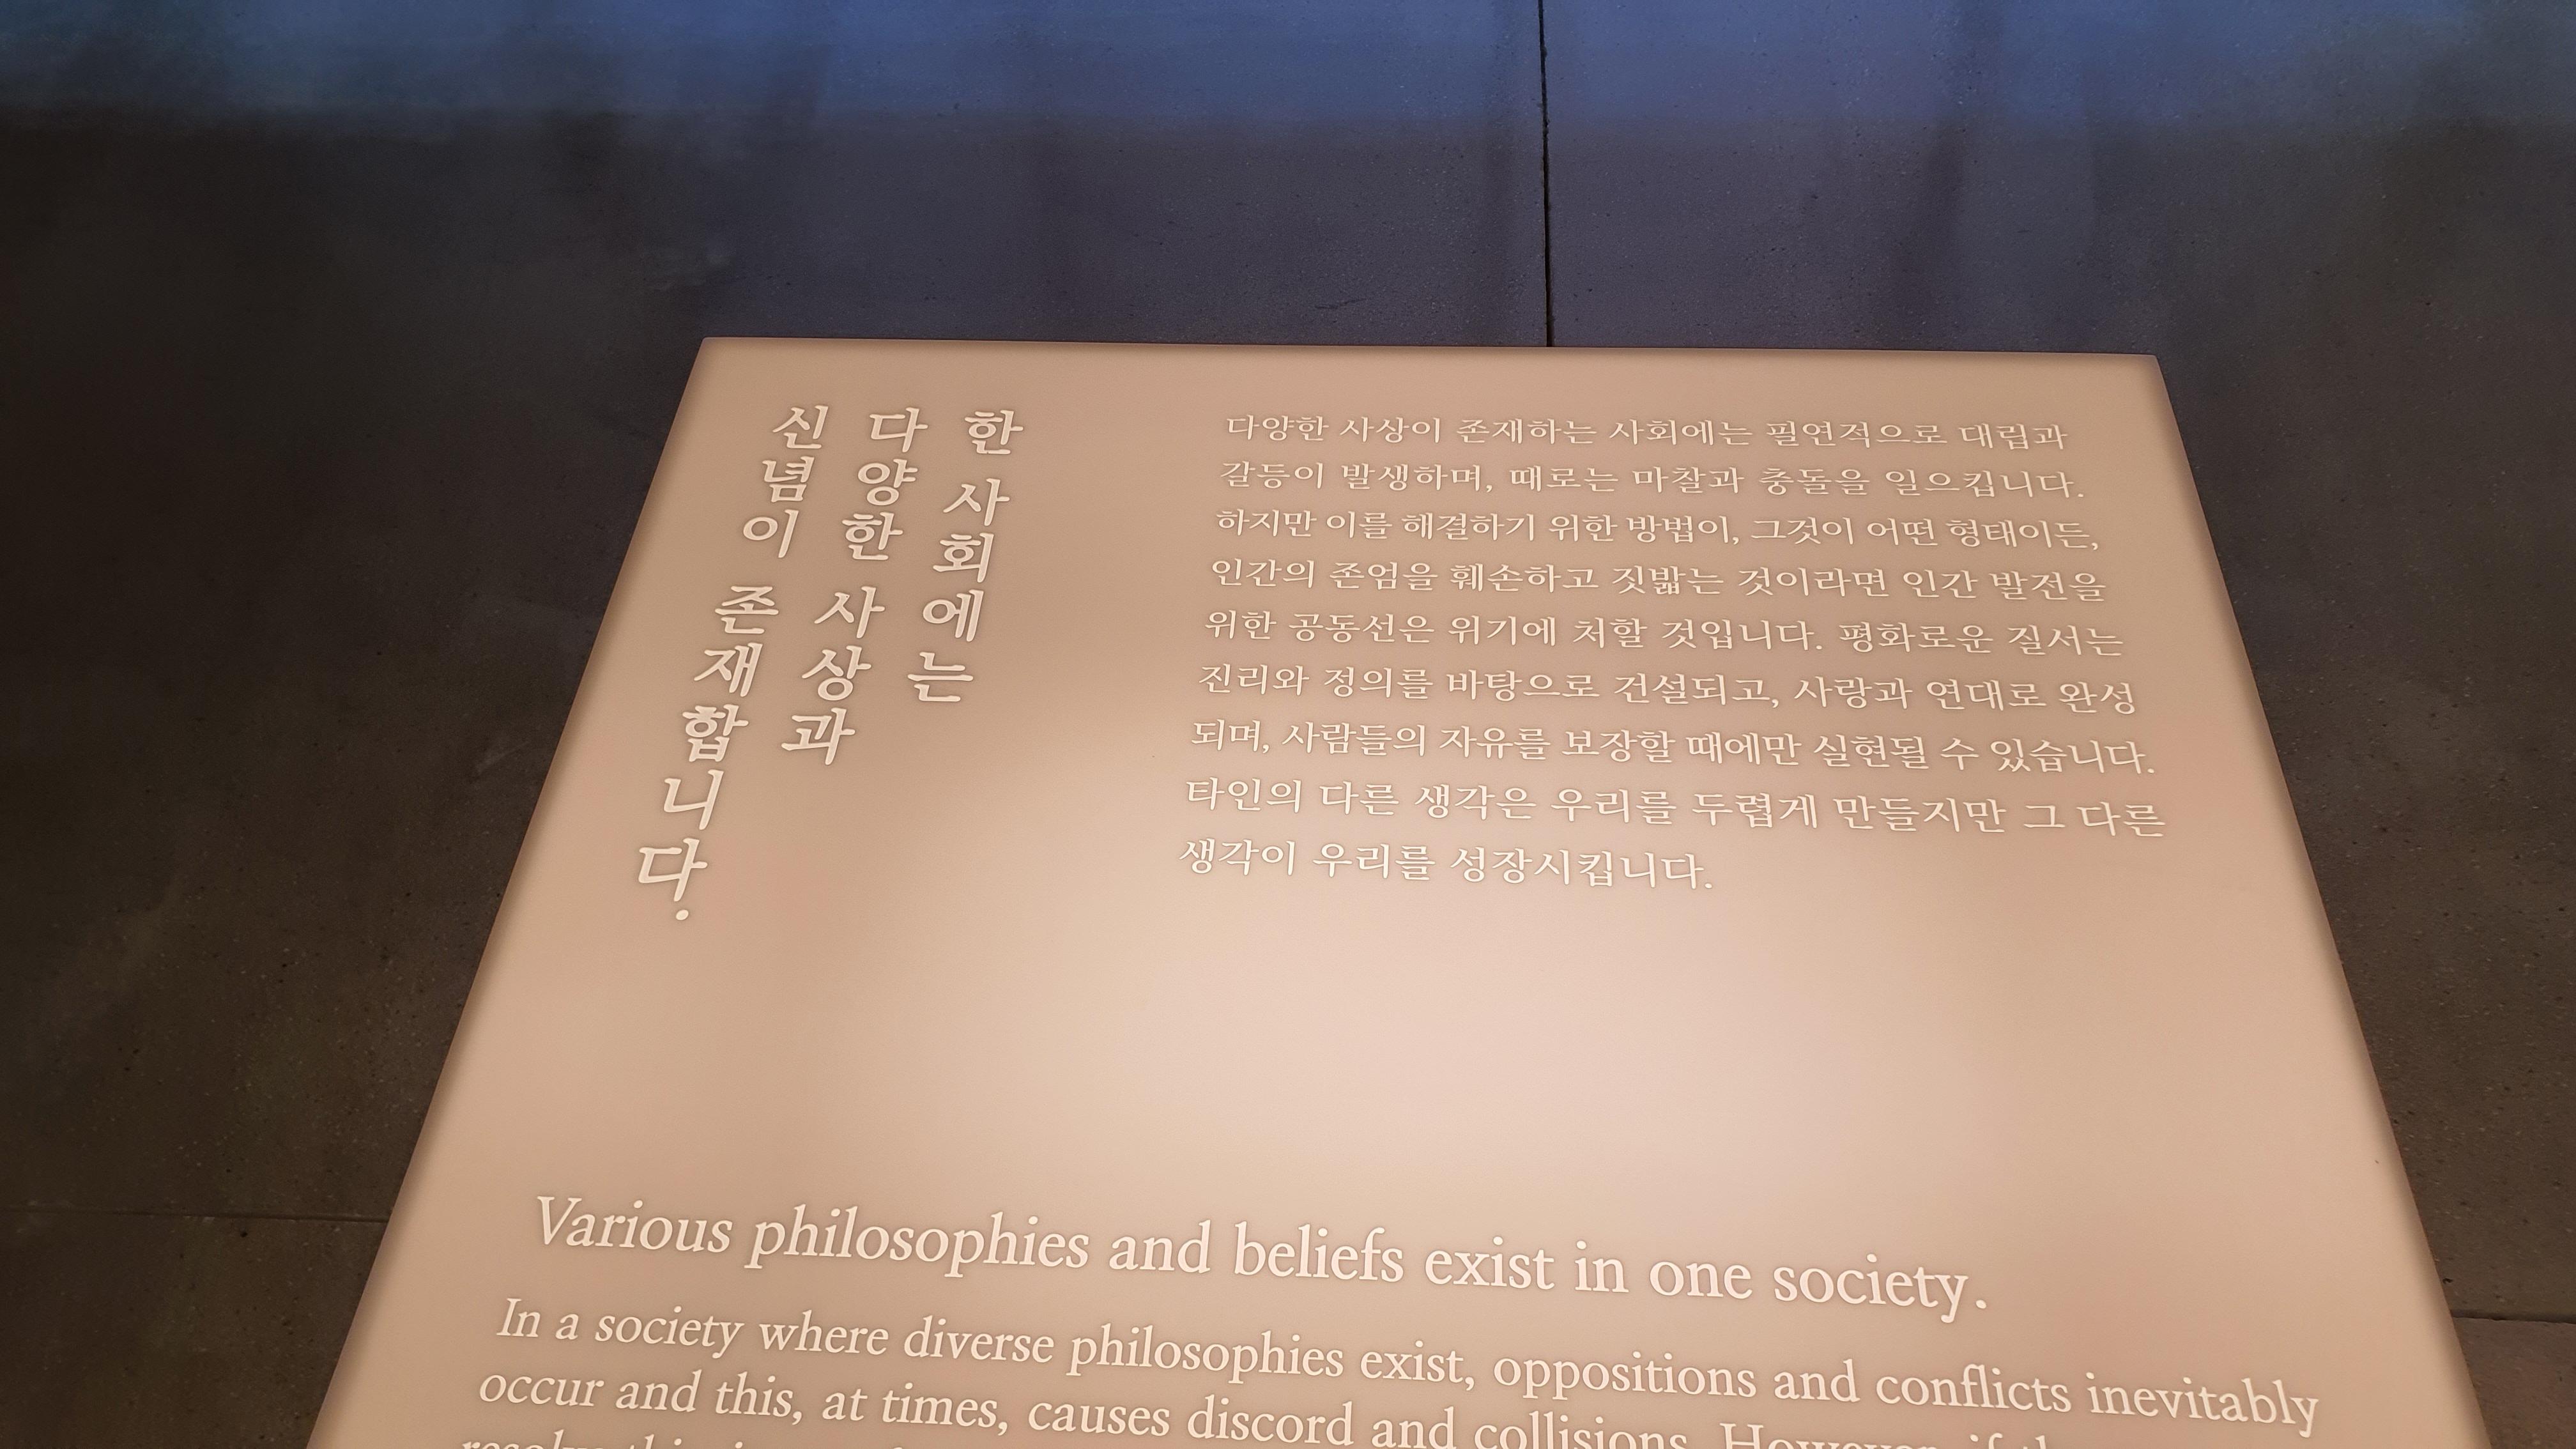 한 사회에는
다양한 사상과
신념이 존재합니다.
다양한 사상이 존재하는 사회에는 필연적으로 대립과
갈등이 발생하며, 때로는 마찰과 충돌을 일으킵니다.
하지만 이를 해결하기 위한 방법이, 그것이 어떤 형태이든,
인간의 존엄을 훼손하고 짓밟는 것이라면 인간 발전을
위한 공동선은 위기에 처할 것입니다. 평화로운 질서는
진리와 정의를 바탕으로 건설되고, 사랑과 연대로 완성
되며, 사람들의 자유를 보장할 때에만 실현될 수 있습니다.
타인의 다른 생각은 우리를 두렵게 만들지만 그 다른
생각이 우리를 성장시킵니다.
Various philosophies and beliefs exist in one society.
In a society where diverse philosophies exist, oppositions and conflicts inevitably
occur and this, at times, causes discord and collisions. However, if